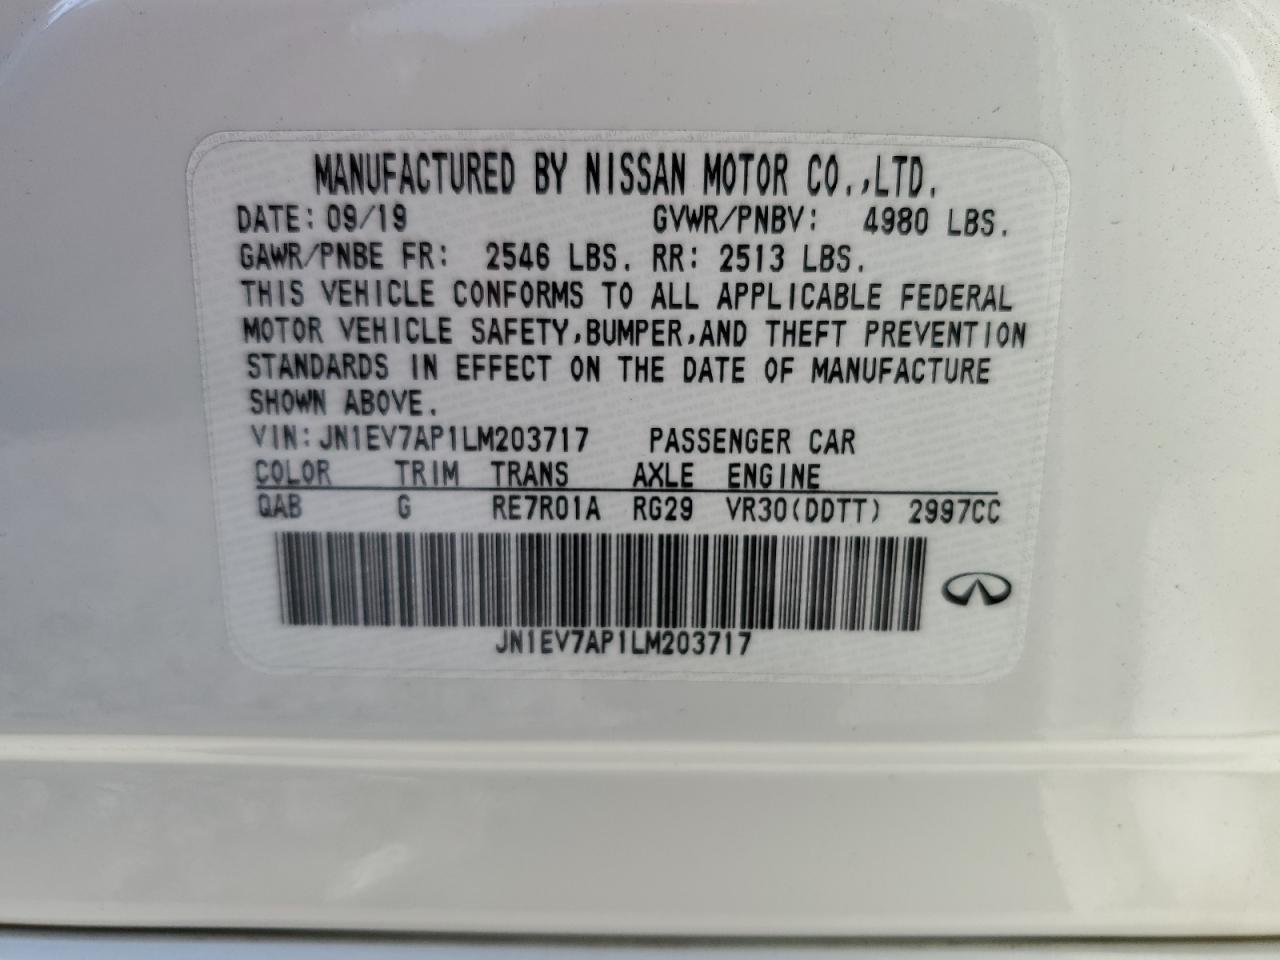 MANUFACTURED BY NISSAN MOTOR CO.,LTD.
DATE: 09/19 GVWR/PNBV: 4980 LBS.
GAWR/PNBE FR: 2546 LBS. RR: 2513 LBS.
THIS VEHICLE CONFORMS TO ALL APPLICABLE FEDERAL
MOTOR VEHICLE SAFETY,BUMPER,AND THEFT PREVENTION
STANDARDS IN EFFECT ON THE DATE OF MANUFACTURE
SHOWN ABOVE.
VIN:JN1EV7AP1LM203717 PASSENGER CAR
COLOR TRIM TRANS AXLE ENGINE
QAB G RE7R01A RG29 VR30(DDTT) 2997CC
JN1EV7AP1LM203717